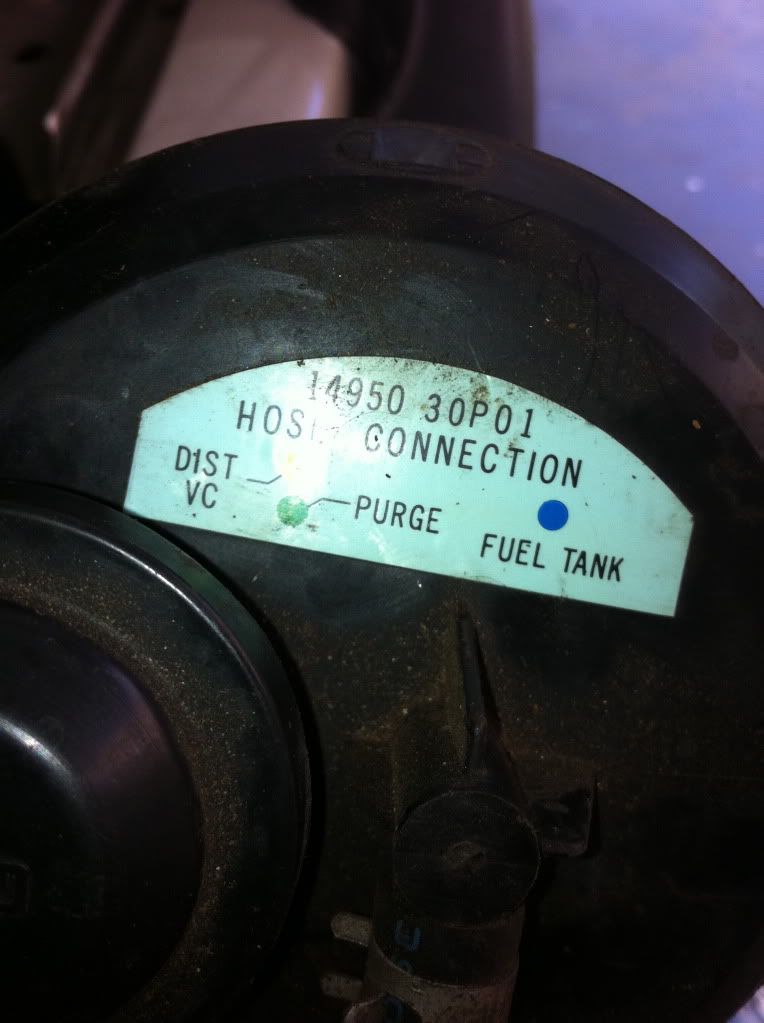 14950 30P01
HOSE CONNECTION
DIST
VC
PURGE
FUEL TANK